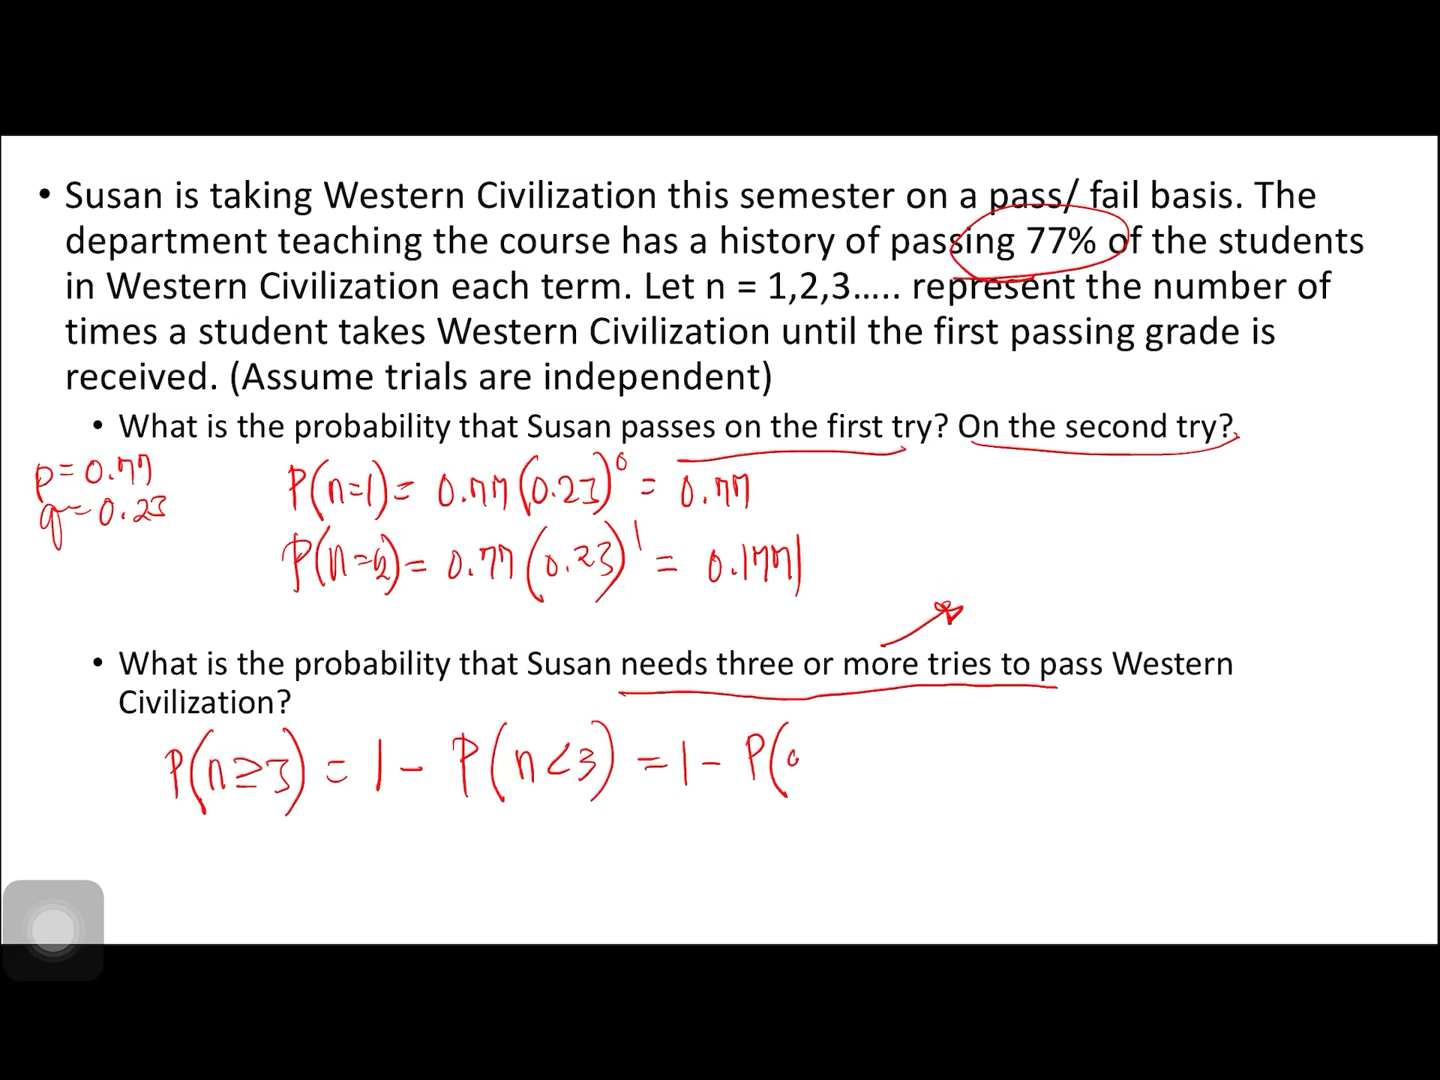 • Susan is taking Western Civilization this semester on a pass/ fail basis. The
department teaching the course has a history of passing 77% of the students
in Western Civilization each term. Let n = 1,2,3….. represent the number of
times a student takes Western Civilization until the first passing grade is
received. (Assume trials are independent)
• What is the probability that Susan passes on the first try? On the second try?
p = 0.77
q = 0.23
P(n=1) = 0.77(0.23)⁰ = 0.77
P(n=2) = 0.77(0.23)¹ = 0.1771
• What is the probability that Susan needs three or more tries to pass Western
Civilization?
P(n≥3) = 1 - P(n<3) = 1 - P(